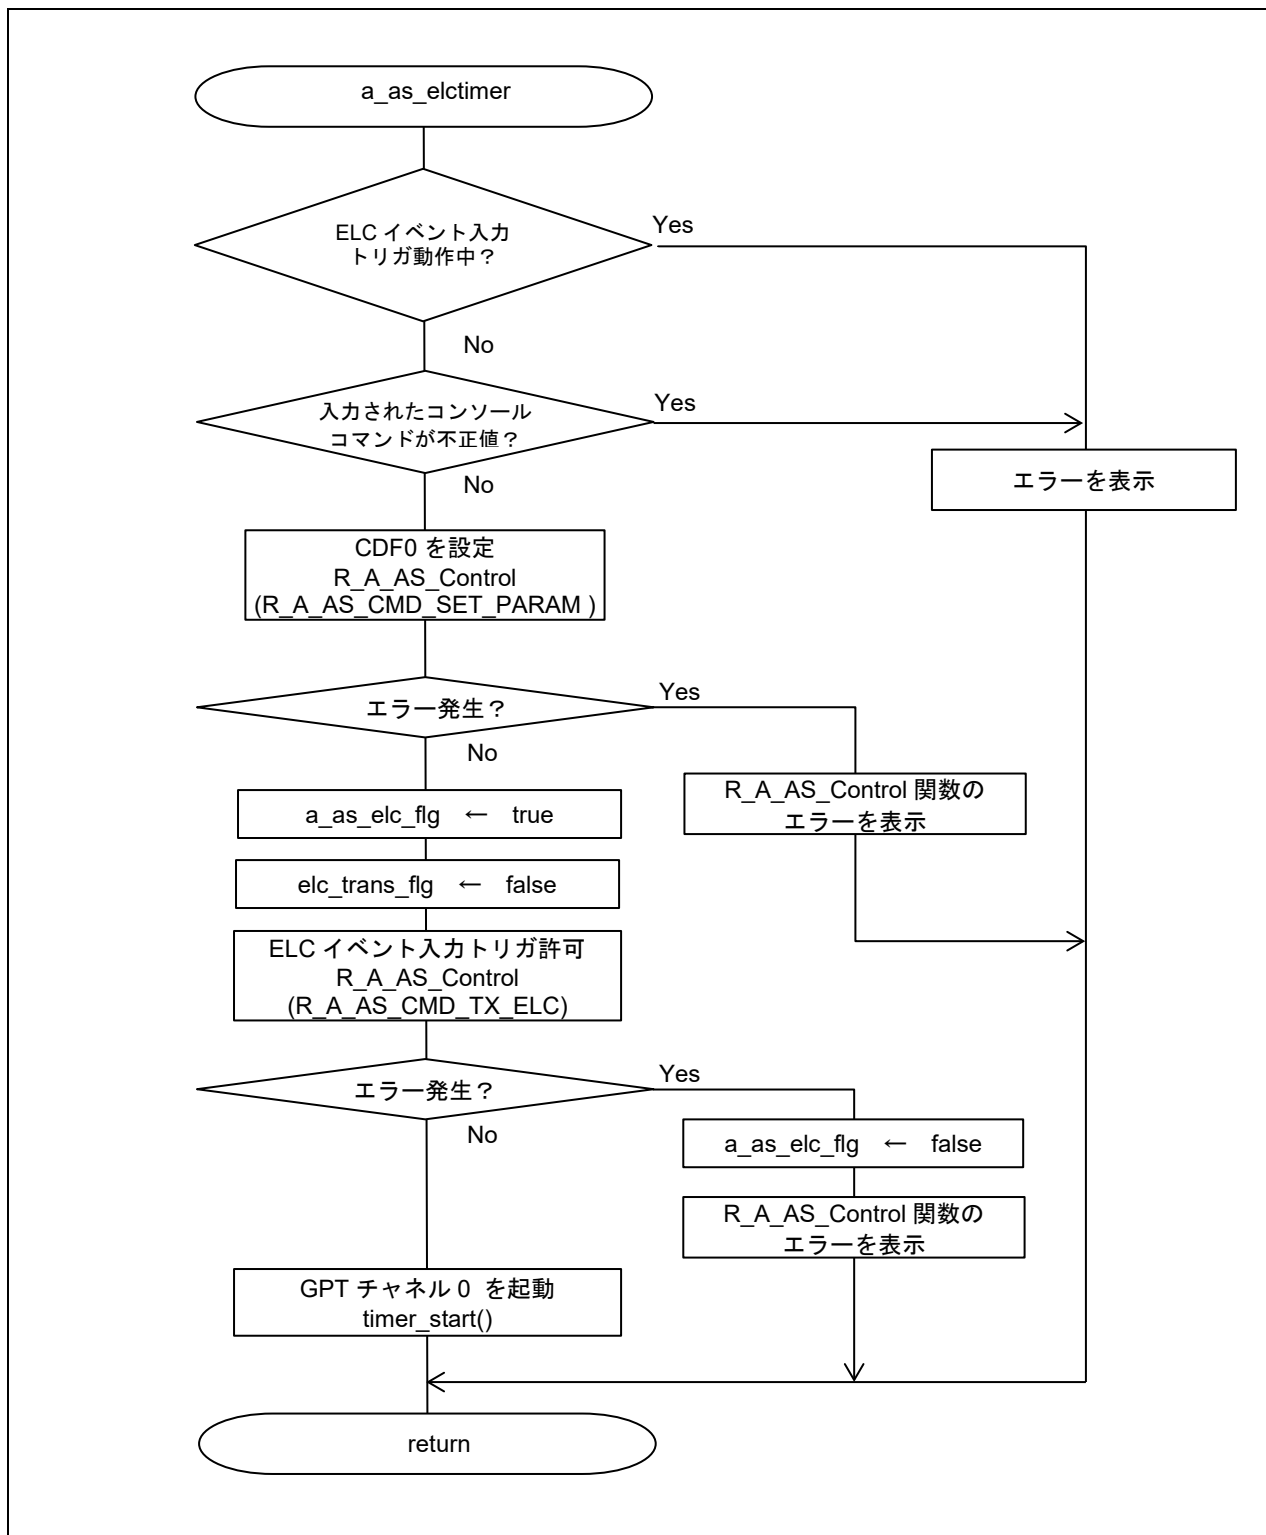 a_as_elctimer
ELC イベント入力
トリガ動作中？
Yes
No
入力されたコンソール
コマンドが不正値？
Yes
エラーを表示
No
CDF0 を設定
R_A_AS_Control
(R_A_AS_CMD_SET_PARAM )
エラー発生？
Yes
No
R_A_AS_Control 関数の
エラーを表示
a_as_elc_flg ← true
elc_trans_flg ← false
ELC イベント入力トリガ許可
R_A_AS_Control
(R_A_AS_CMD_TX_ELC)
エラー発生？
Yes
No
a_as_elc_flg ← false
R_A_AS_Control 関数の
エラーを表示
GPT チャネル 0 を起動
timer_start()
return